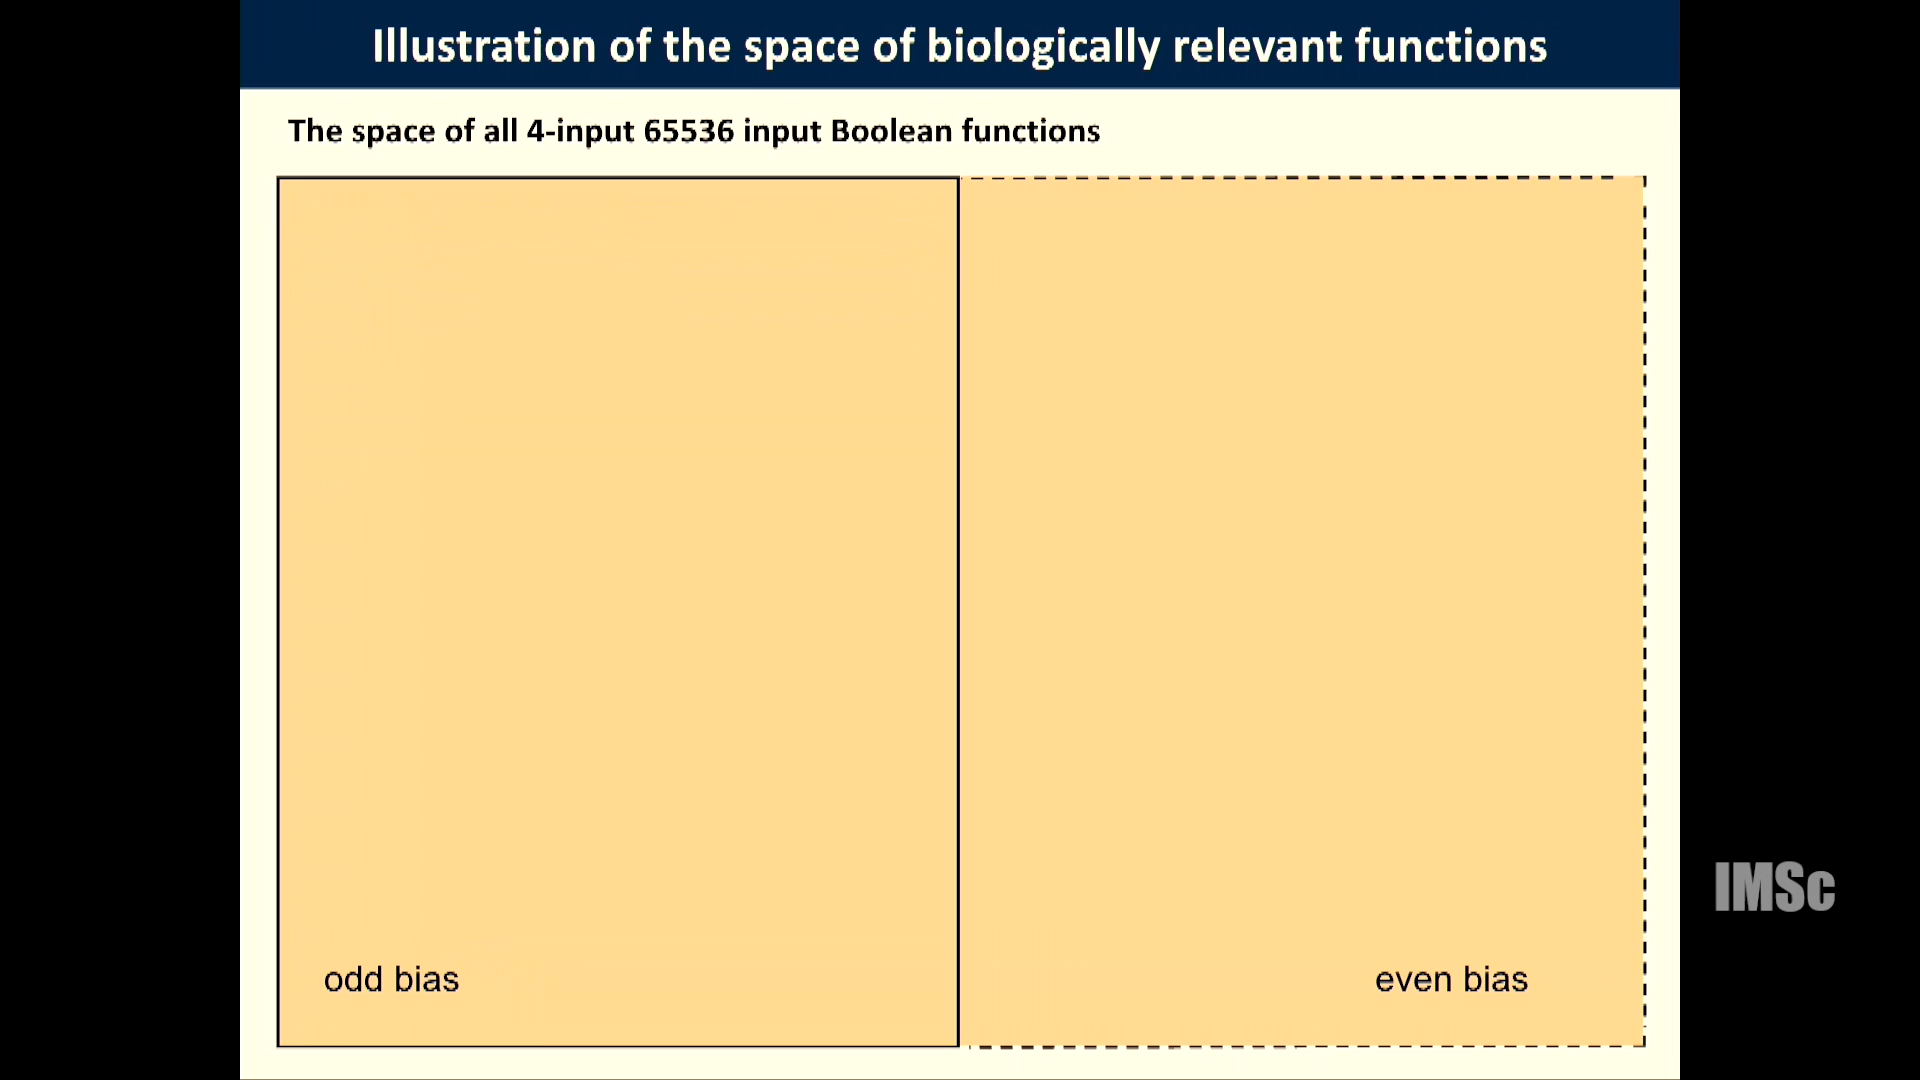 Illustration of the space of biologically relevant functions
The space of all 4-input 65536 input Boolean functions
odd bias
even bias
IMSc